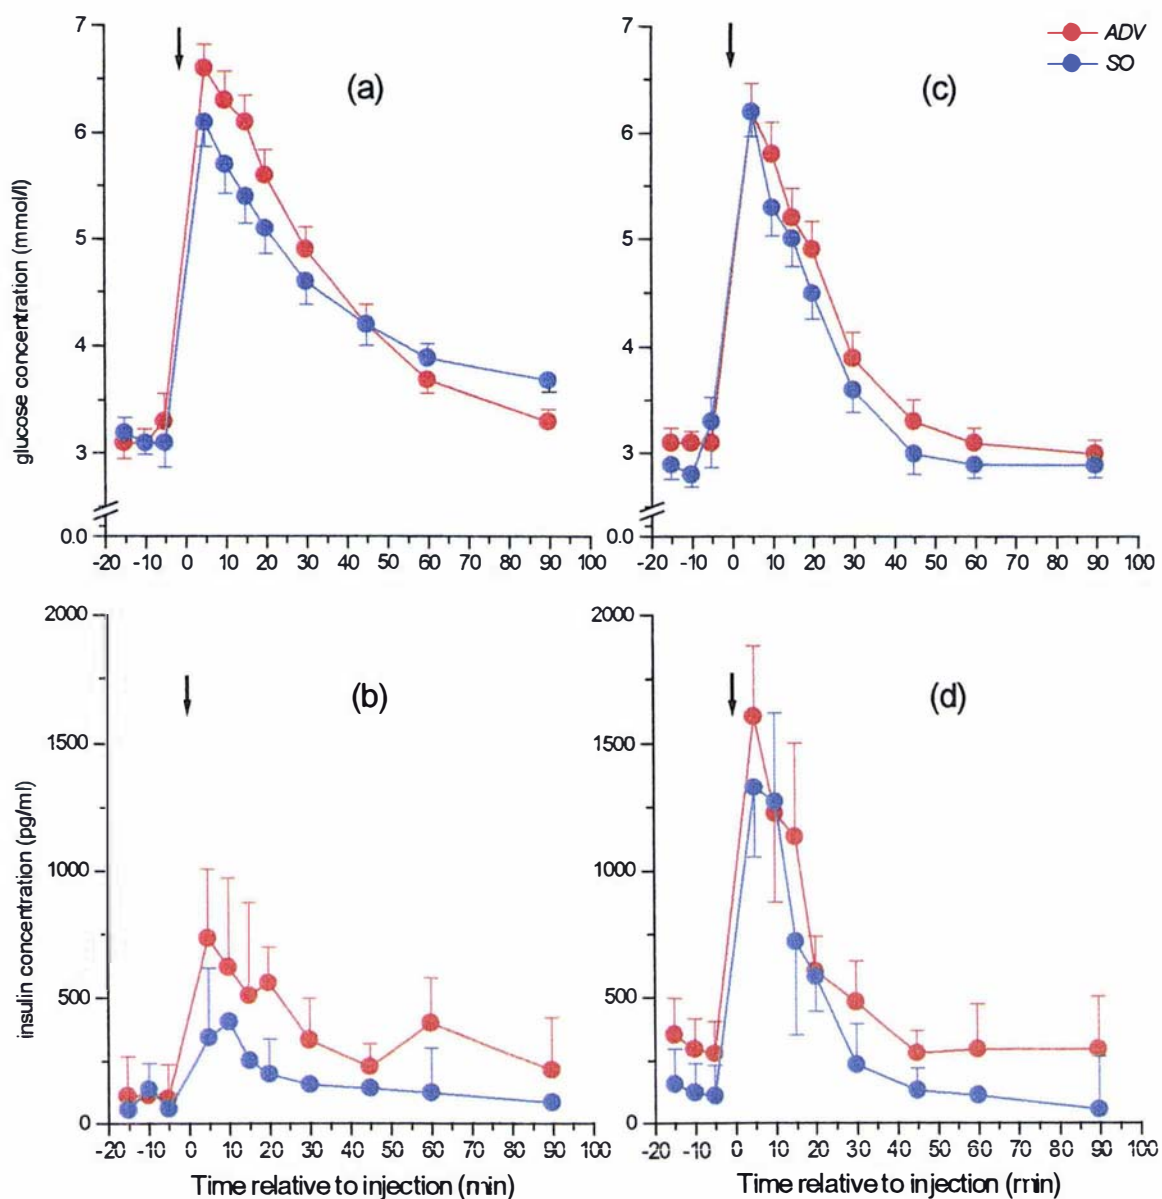 ADV
SO
(a)
glucose concentration (mmol/l)
7
6
5
4
3
0.0
-20 -10 0 10 20 30 40 50 60 70 80 90 100
(c)
7
6
5
4
3
0.0
-20 -10 0 10 20 30 40 50 60 70 80 90 100
(b)
insulin concentration (pg/ml)
2000
1500
1000
500
0
-20 -10 0 10 20 30 40 50 60 70 80 90 100
Time relative to injection (min)
(d)
2000
1500
1000
500
0
-20 -10 0 10 20 30 40 50 60 70 80 90 100
Time relative to injection (min)